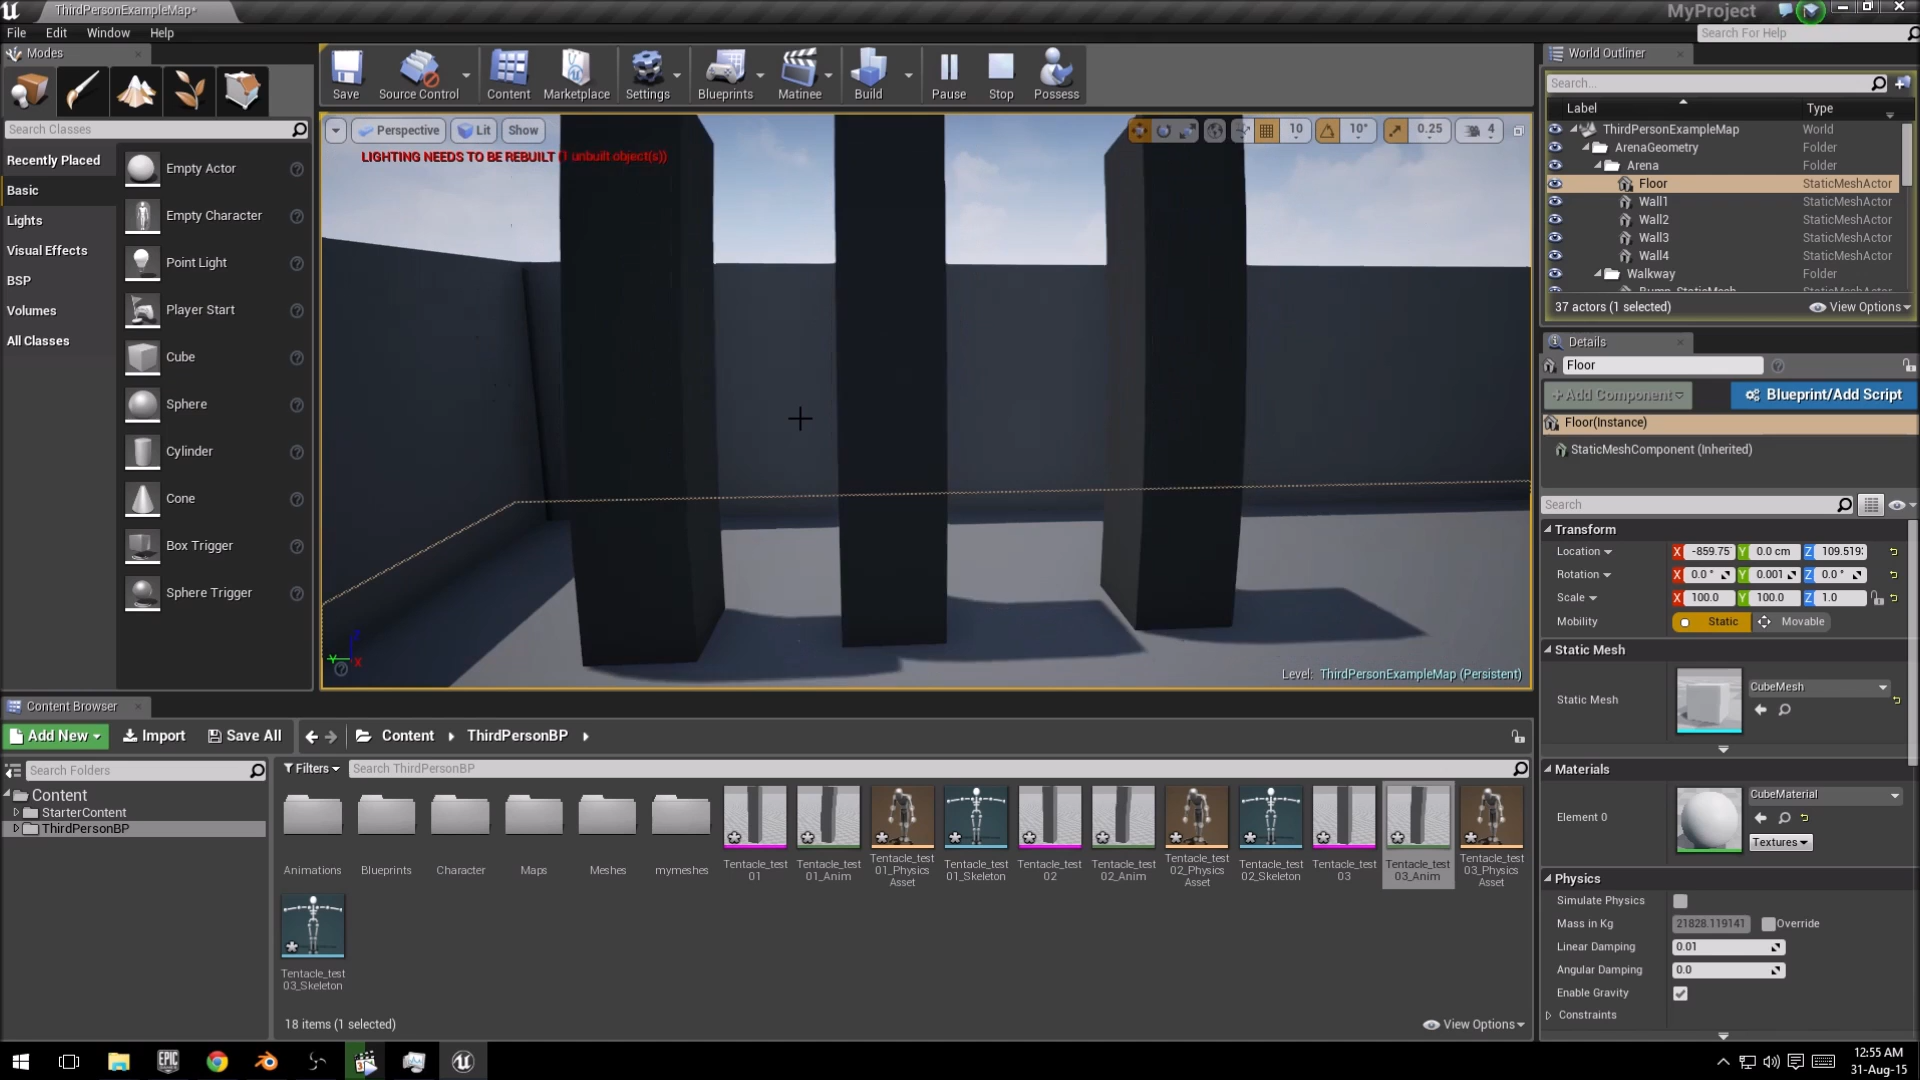 ThirdPersonExampleMap*
MyProject
File Edit Window Help
Search For Help
Modes
Search Classes
Recently Placed
Basic
Lights
Visual Effects
BSP
Volumes
All Classes
Empty Actor
Empty Character
Point Light
Player Start
Cube
Sphere
Cylinder
Cone
Box Trigger
Sphere Trigger
Save
Source Control
Content
Marketplace
Settings
Blueprints
Matinee
Build
Pause
Stop
Possess
Perspective Lit Show
10 10° 0.25 4
LIGHTING NEEDS TO BE REBUILT (1 unbuilt object(s))
Level: ThirdPersonExampleMap (Persistent)
World Outliner
Search...
Label Type
ThirdPersonExampleMap World
ArenaGeometry Folder
Arena Folder
Floor StaticMeshActor
Wall1 StaticMeshActor
Wall2 StaticMeshActor
Wall3 StaticMeshActor
Wall4 StaticMeshActor
Walkway Folder
Bump_StaticMesh StaticMeshActor
37 actors (1 selected)
View Options
Details
Floor
+Add Component
Blueprint/Add Script
Floor(Instance)
StaticMeshComponent (Inherited)
Search
Transform
Location X -859.75 Y 0.0 cm Z 109.519
Rotation X 0.0 ° Y 0.001 Z 0.0 °
Scale X 100.0 Y 100.0 Z 1.0
Mobility Static Movable
Static Mesh
Static Mesh
CubeMesh
Materials
Element 0
CubeMaterial
Textures
Physics
Simulate Physics
Mass in Kg 21828.119141 Override
Linear Damping 0.01
Angular Damping 0.0
Enable Gravity
Constraints
Content Browser
Add New Import Save All Content ThirdPersonBP
Search Folders
Content
StarterContent
ThirdPersonBP
Filters Search ThirdPersonBP
Animations
Blueprints
Character
Maps
Meshes
mymeshes
Tentacle_test
01
Tentacle_test
01_Anim
Tentacle_test
01_Physics
Asset
Tentacle_test
01_Skeleton
Tentacle_test
02
Tentacle_test
02_Anim
Tentacle_test
02_Physics
Asset
Tentacle_test
02_Skeleton
Tentacle_test
03
Tentacle_test
03_Anim
Tentacle_test
03_Physics
Asset
Tentacle_test
03_Skeleton
18 items (1 selected)
View Options
EPIC
12:55 AM
31-Aug-15